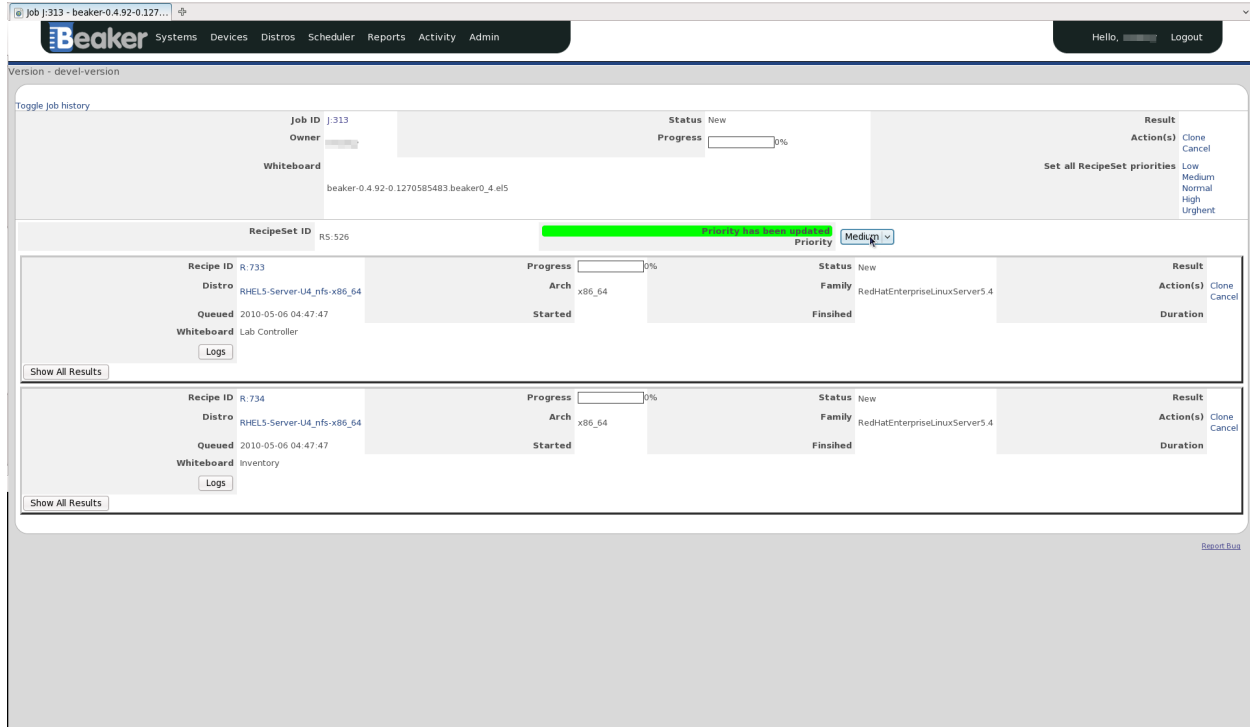 Job J:313 - beaker-0.4.92-0.127...
Beaker Systems Devices Distros Scheduler Reports Activity Admin Hello, Logout
Version - devel-version
Toggle Job history
Job ID J:313 Status New Result
Owner Progress 0% Action(s) Clone
Cancel
Whiteboard Set all RecipeSet priorities Low
Medium
beaker-0.4.92-0.1270585483.beaker0_4.el5 Normal
High
Urghent
RecipeSet ID RS:526 Priority has been updated
Priority Medium
Recipe ID R:733 Progress 0% Status New Result
Distro RHEL5-Server-U4_nfs-x86_64 Arch x86_64 Family RedHatEnterpriseLinuxServer5.4 Action(s) Clone
Cancel
Queued 2010-05-06 04:47:47 Started Finsihed Duration
Whiteboard Lab Controller
Logs
Show All Results
Recipe ID R:734 Progress 0% Status New Result
Distro RHEL5-Server-U4_nfs-x86_64 Arch x86_64 Family RedHatEnterpriseLinuxServer5.4 Action(s) Clone
Cancel
Queued 2010-05-06 04:47:47 Started Finsihed Duration
Whiteboard Inventory
Logs
Show All Results
Report Bug